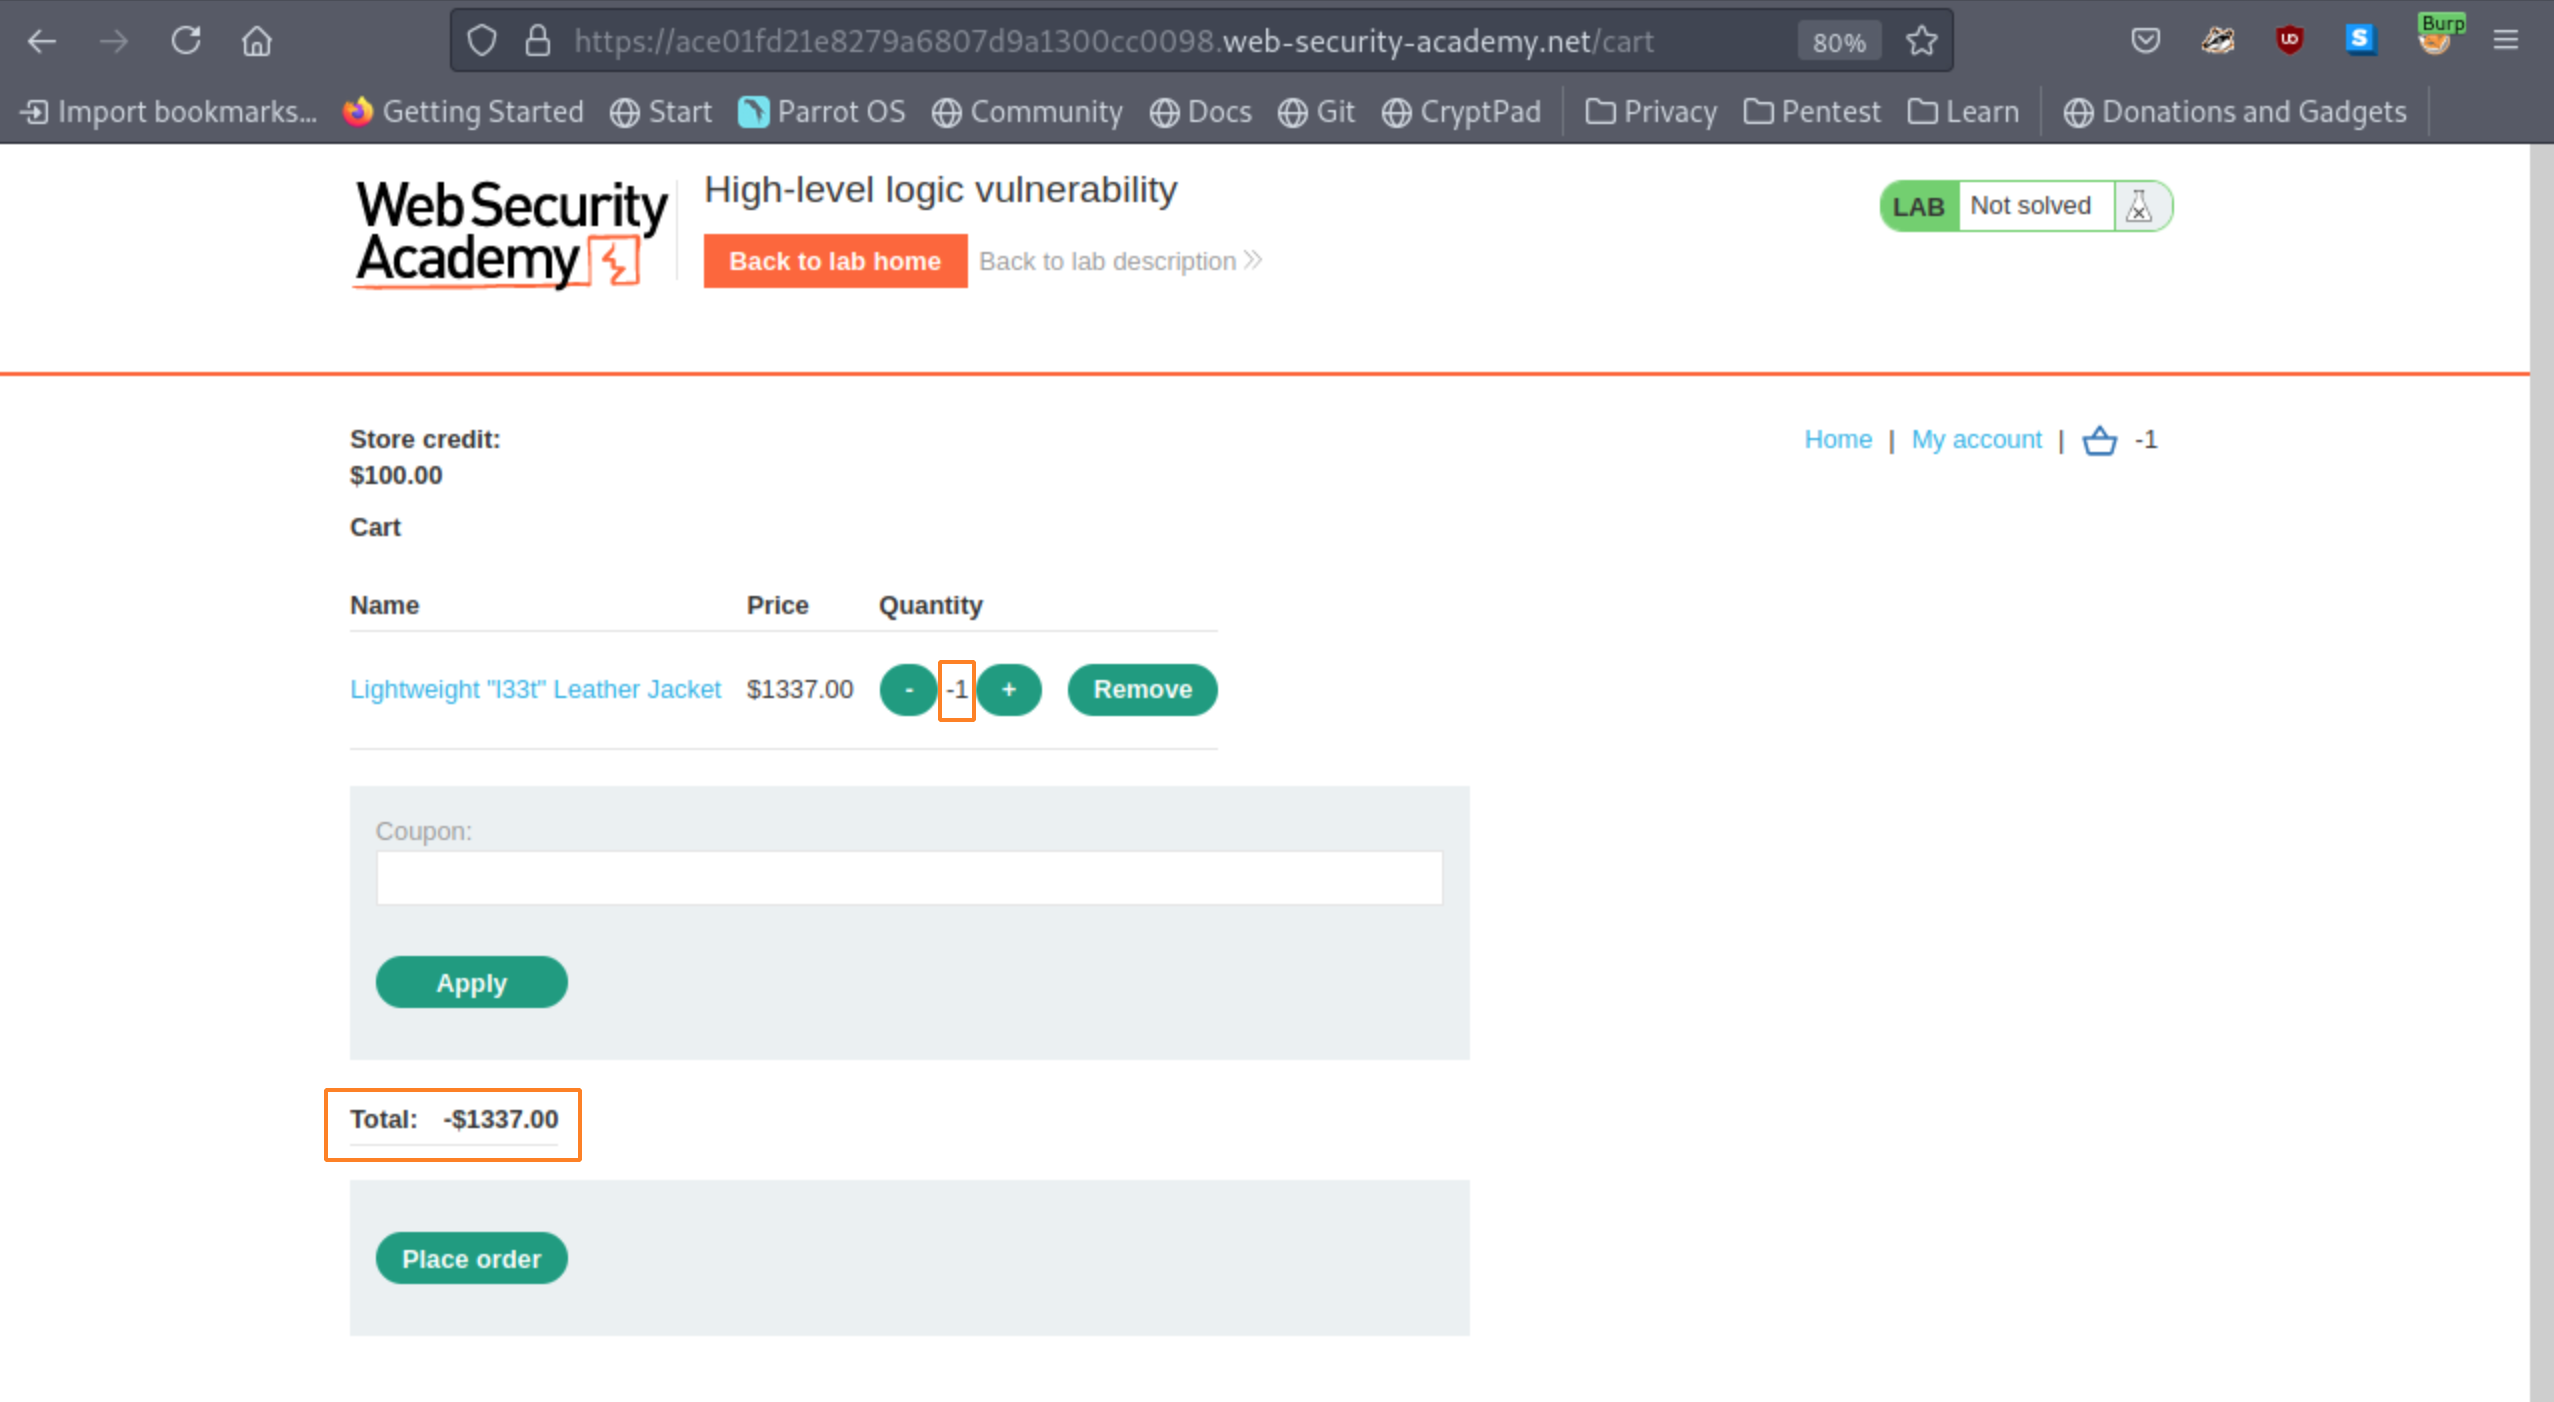 Burp
https://ace01fd21e8279a6807d9a1300cc0098.web-security-academy.net/cart 80%
Import bookmarks... Getting Started Start Parrot OS Community Docs Git CryptPad Privacy Pentest Learn Donations and Gadgets
Web Security
Academy
High-level logic vulnerability
Back to lab home Back to lab description
LAB Not solved
Store credit:
$100.00
Home | My account | -1
Cart
Name Price Quantity
Lightweight "l33t" Leather Jacket $1337.00 - -1 + Remove
Coupon:
Apply
Total: -$1337.00
Place order